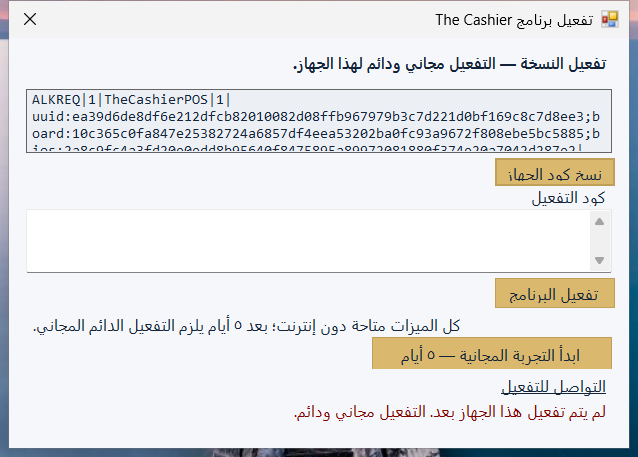 تفعيل برنامج The Cashier
تفعيل النسخة — التفعيل مجاني ودائم لهذا الجهاز.
ALKREQ|1|TheCashierPOS|1|
uuid:ea39d6de8df6e212dfcb82010082d08ffb967979b3c7d221d0bf169c8c7d8ee3;b
oard:10c365c0fa847e25382724a6857df4eea53202ba0fc93a9672f808ebe5bc5885;b
نسخ كود الجهاز
كود التفعيل
تفعيل البرنامج
كل الميزات متاحة دون إنترنت؛ بعد ٥ أيام يلزم التفعيل الدائم المجاني.
ابدأ التجربة المجانية — ٥ أيام
التواصل للتفعيل
لم يتم تفعيل هذا الجهاز بعد. التفعيل مجاني ودائم.